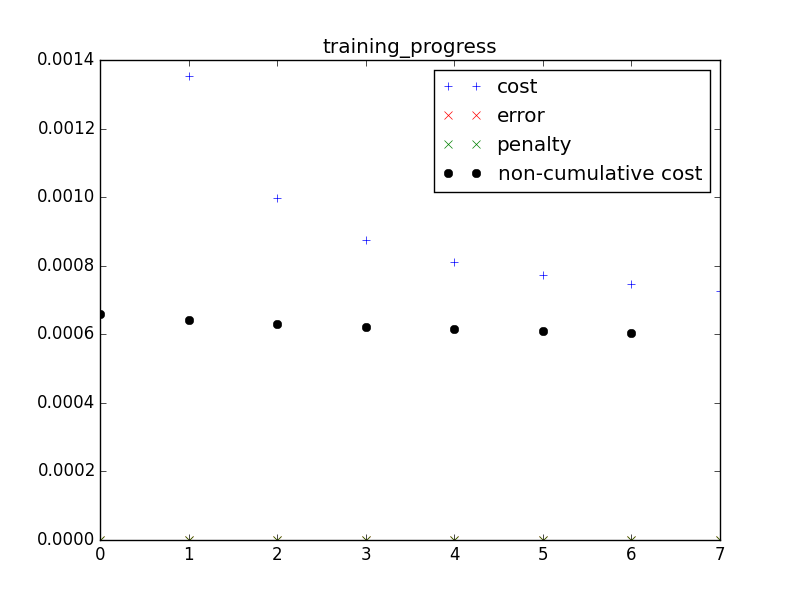 training_progress
0.0014
0.0012
0.0010
0.0008
0.0006
0.0004
0.0002
0.0000
cost
error
penalty
non-cumulative cost
0 1 2 3 4 5 6 7